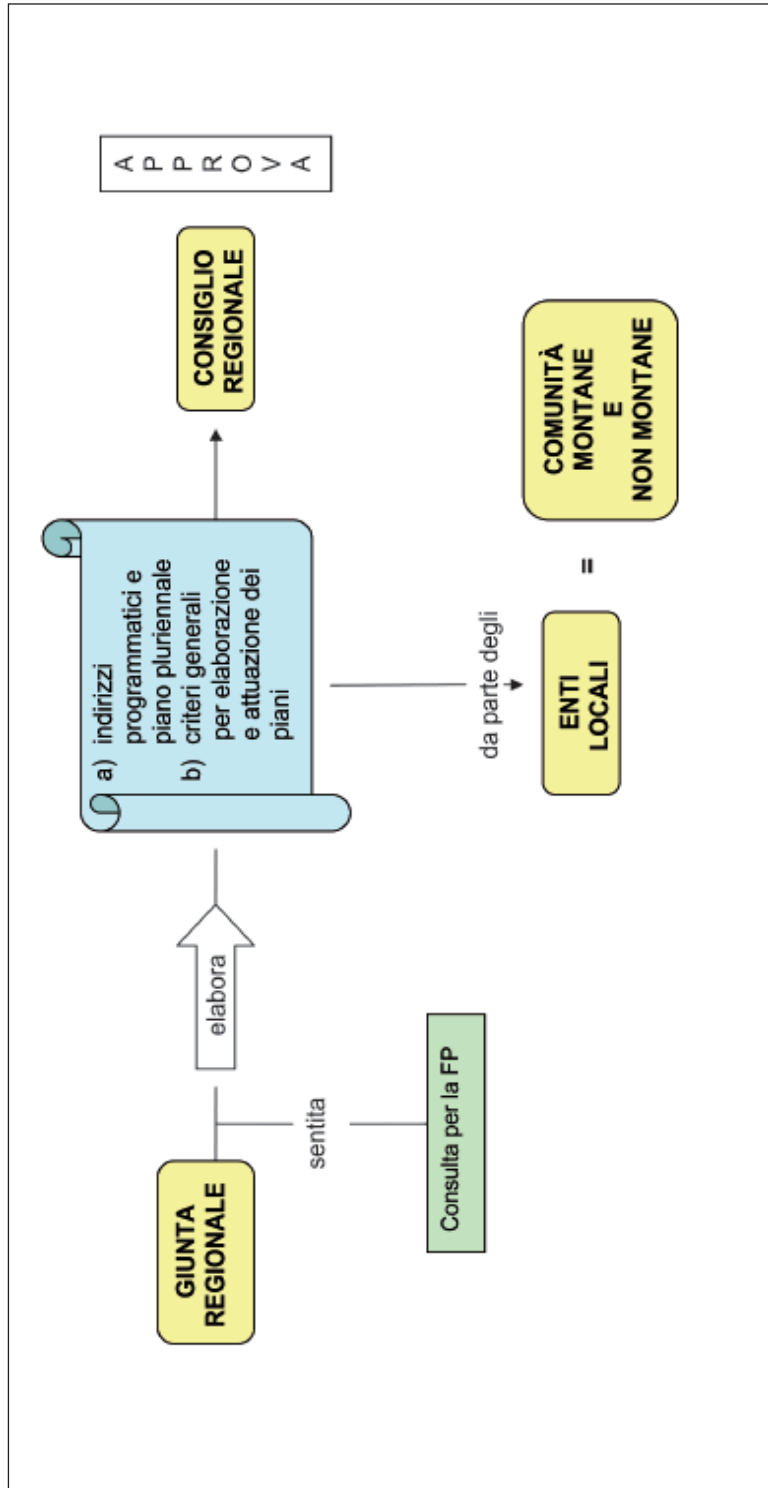 GIUNTA
REGIONALE
sentita
Consulta per la FP
elabora
a) indirizzi
programmatici e
piano pluriennale
b) criteri generali
per elaborazione
e attuazione dei
piani
da parte degli
ENTI
LOCALI
=
COMUNITÀ
MONTANE
E
NON MONTANE
CONSIGLIO
REGIONALE
A
P
P
R
O
V
A